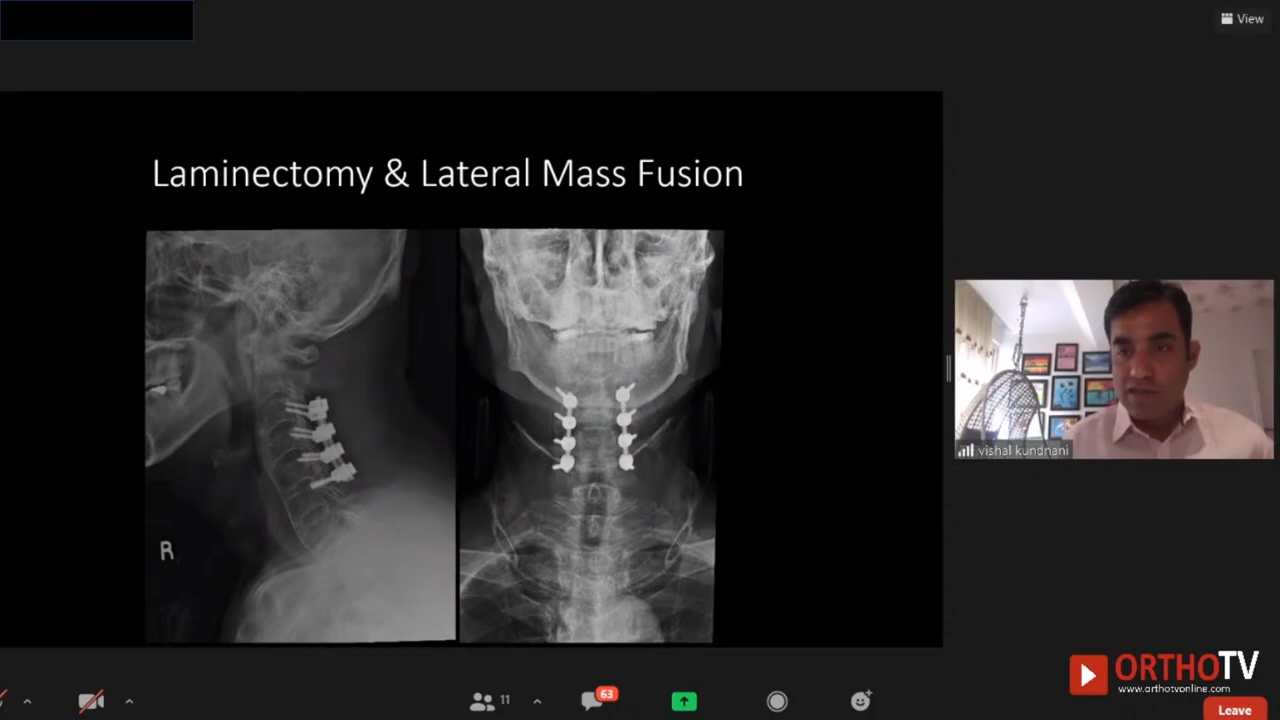 View
Laminectomy & Lateral Mass Fusion
R
vishal kundnani
11
63
ORTHOTV
www.orthotvonline.com
Leave